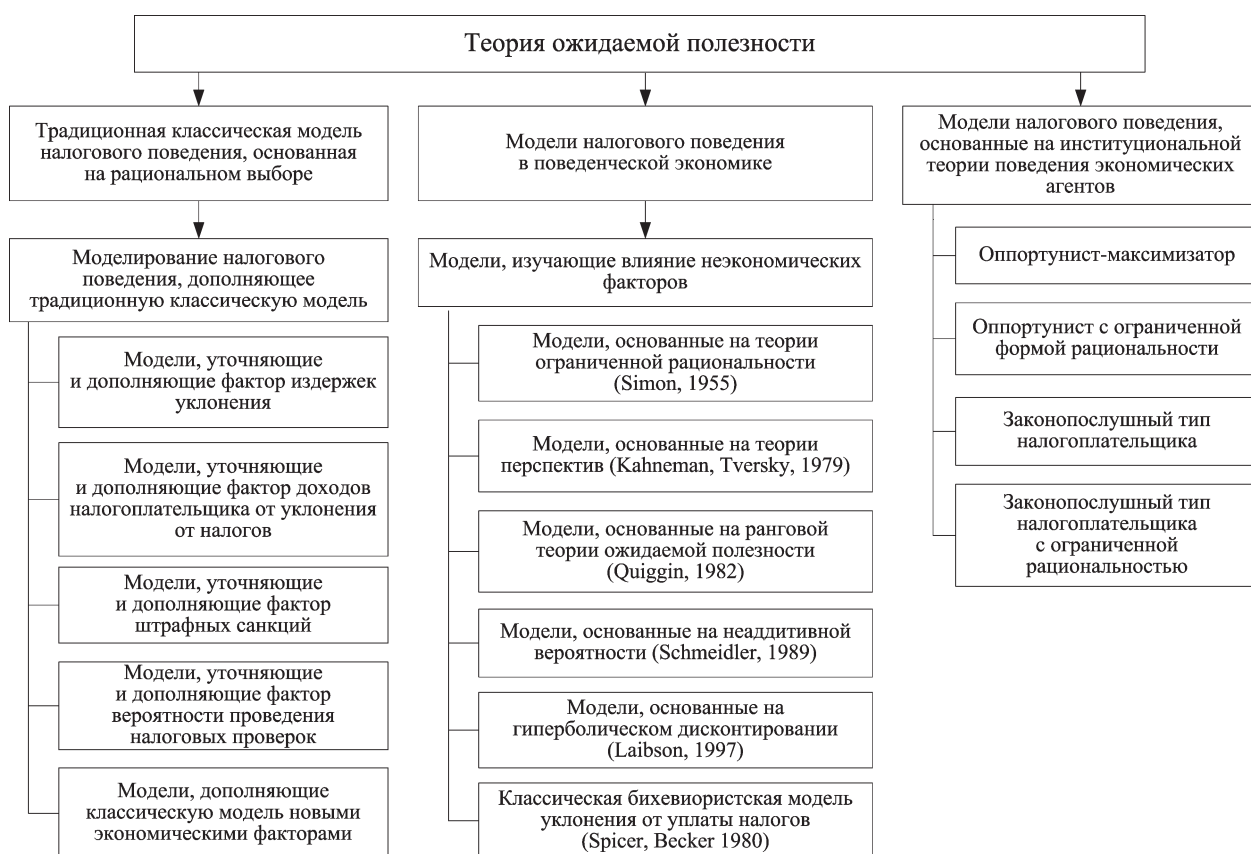 Теория ожидаемой полезности
Традиционная классическая модель
налогового поведения, основанная
на рациональном выборе
Моделирование налогового
поведения, дополняющее
традиционную классическую модель
Модели, уточняющие
и дополняющие фактор издержек
уклонения
Модели, уточняющие
и дополняющие фактор доходов
налогоплательщика от уклонения
от налогов
Модели, уточняющие
и дополняющие фактор
штрафных санкций
Модели, уточняющие
и дополняющие фактор
вероятности проведения
налоговых проверок
Модели, дополняющие
классическую модель новыми
экономическими факторами
Модели налогового поведения
в поведенческой экономике
Модели, изучающие влияние неэкономических
факторов
Модели, основанные на теории
ограниченной рациональности
(Simon, 1955)
Модели, основанные на теории
перспектив (Kahneman, Tversky, 1979)
Модели, основанные на ранговой
теории ожидаемой полезности
(Quiggin, 1982)
Модели, основанные на неаддитивной
вероятности (Schmeidler, 1989)
Модели, основанные на
гиперболическом дисконтировании
(Laibson, 1997)
Классическая бихевиористская модель
уклонения от уплаты налогов
(Spicer, Becker 1980)
Модели налогового поведения,
основанные на институциональной
теории поведения экономических
агентов
Оппортунист-максимизатор
Оппортунист с ограниченной
формой рациональности
Законопослушный тип
налогоплательщика
Законопослушный тип
налогоплательщика
с ограниченной
рациональностью